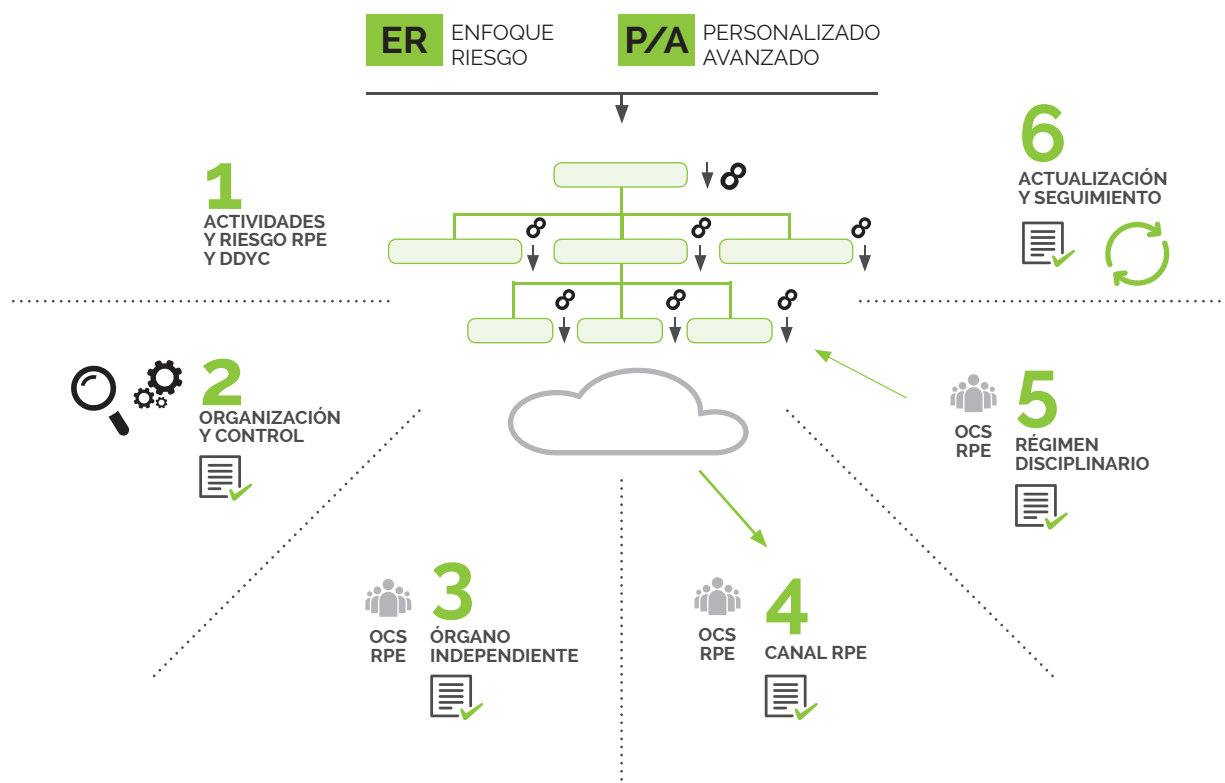 ER
ENFOQUE
RIESGO
P/A
PERSONALIZADO
AVANZADO
1
ACTIVIDADES
Y RIESGO RPE
Y DDYC
2
ORGANIZACIÓN
Y CONTROL
OCS
RPE
3
ÓRGANO
INDEPENDIENTE
OCS
RPE
4
CANAL RPE
OCS
RPE
5
RÉGIMEN
DISCIPLINARIO
6
ACTUALIZACIÓN
Y SEGUIMIENTO